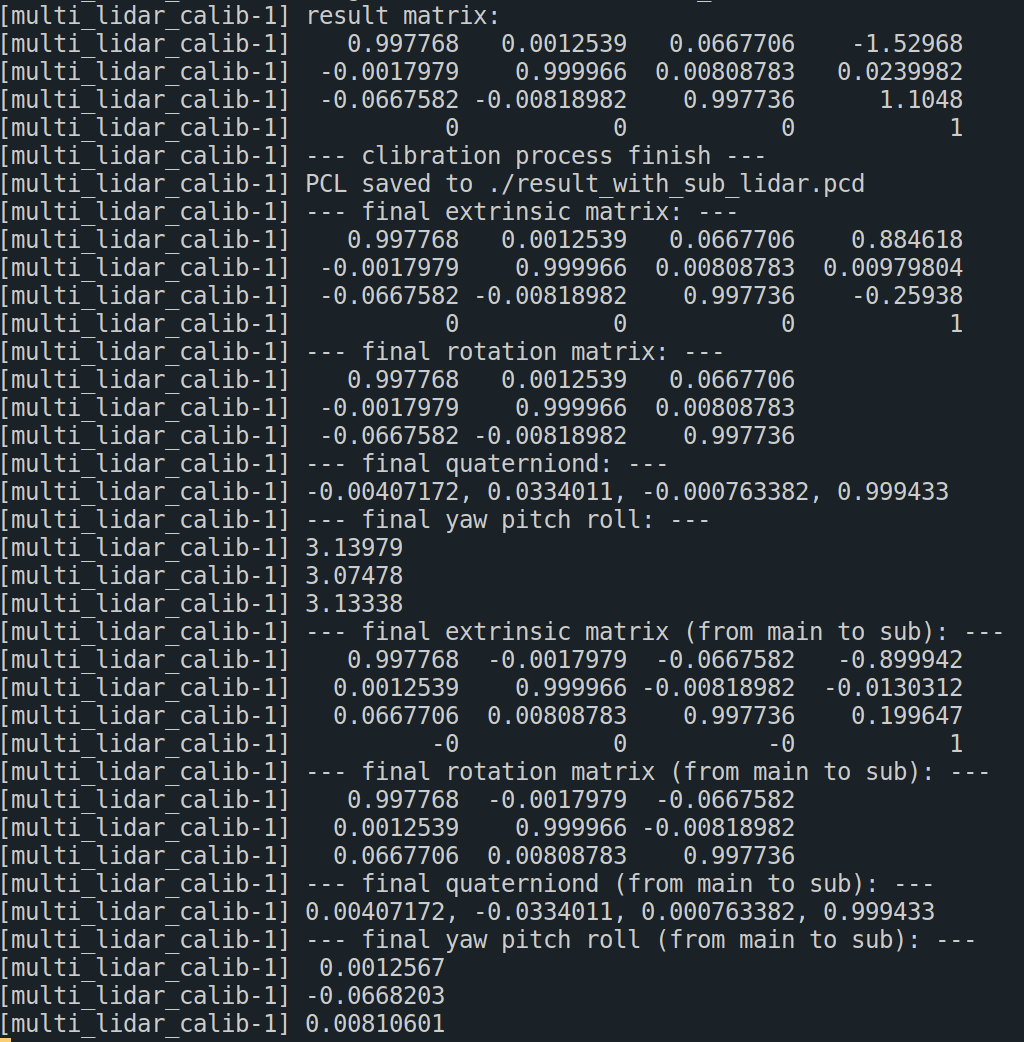 [multi_lidar_calib-1] result matrix:
[multi_lidar_calib-1]    0.997768   0.0012539   0.0667706    -1.52968
[multi_lidar_calib-1]  -0.0017979    0.999966  0.00808783   0.0239982
[multi_lidar_calib-1]  -0.0667582 -0.00818982    0.997736      1.1048
[multi_lidar_calib-1]           0           0           0           1
[multi_lidar_calib-1] --- clibration process finish ---
[multi_lidar_calib-1] PCL saved to ./result_with_sub_lidar.pcd
[multi_lidar_calib-1] --- final extrinsic matrix: ---
[multi_lidar_calib-1]    0.997768   0.0012539   0.0667706    0.884618
[multi_lidar_calib-1]  -0.0017979    0.999966  0.00808783  0.00979804
[multi_lidar_calib-1]  -0.0667582 -0.00818982    0.997736    -0.25938
[multi_lidar_calib-1]           0           0           0           1
[multi_lidar_calib-1] --- final rotation matrix: ---
[multi_lidar_calib-1]    0.997768   0.0012539   0.0667706
[multi_lidar_calib-1]  -0.0017979    0.999966  0.00808783
[multi_lidar_calib-1]  -0.0667582 -0.00818982    0.997736
[multi_lidar_calib-1] --- final quaterniond: ---
[multi_lidar_calib-1] -0.00407172, 0.0334011, -0.000763382, 0.999433
[multi_lidar_calib-1] --- final yaw pitch roll: ---
[multi_lidar_calib-1] 3.13979
[multi_lidar_calib-1] 3.07478
[multi_lidar_calib-1] 3.13338
[multi_lidar_calib-1] --- final extrinsic matrix (from main to sub): ---
[multi_lidar_calib-1]    0.997768  -0.0017979  -0.0667582   -0.899942
[multi_lidar_calib-1]   0.0012539    0.999966 -0.00818982  -0.0130312
[multi_lidar_calib-1]   0.0667706  0.00808783    0.997736    0.199647
[multi_lidar_calib-1]          -0           0          -0           1
[multi_lidar_calib-1] --- final rotation matrix (from main to sub): ---
[multi_lidar_calib-1]    0.997768  -0.0017979  -0.0667582
[multi_lidar_calib-1]   0.0012539    0.999966 -0.00818982
[multi_lidar_calib-1]   0.0667706  0.00808783    0.997736
[multi_lidar_calib-1] --- final quaterniond (from main to sub): ---
[multi_lidar_calib-1] 0.00407172, -0.0334011, 0.000763382, 0.999433
[multi_lidar_calib-1] --- final yaw pitch roll (from main to sub): ---
[multi_lidar_calib-1]  0.0012567
[multi_lidar_calib-1] -0.0668203
[multi_lidar_calib-1] 0.00810601